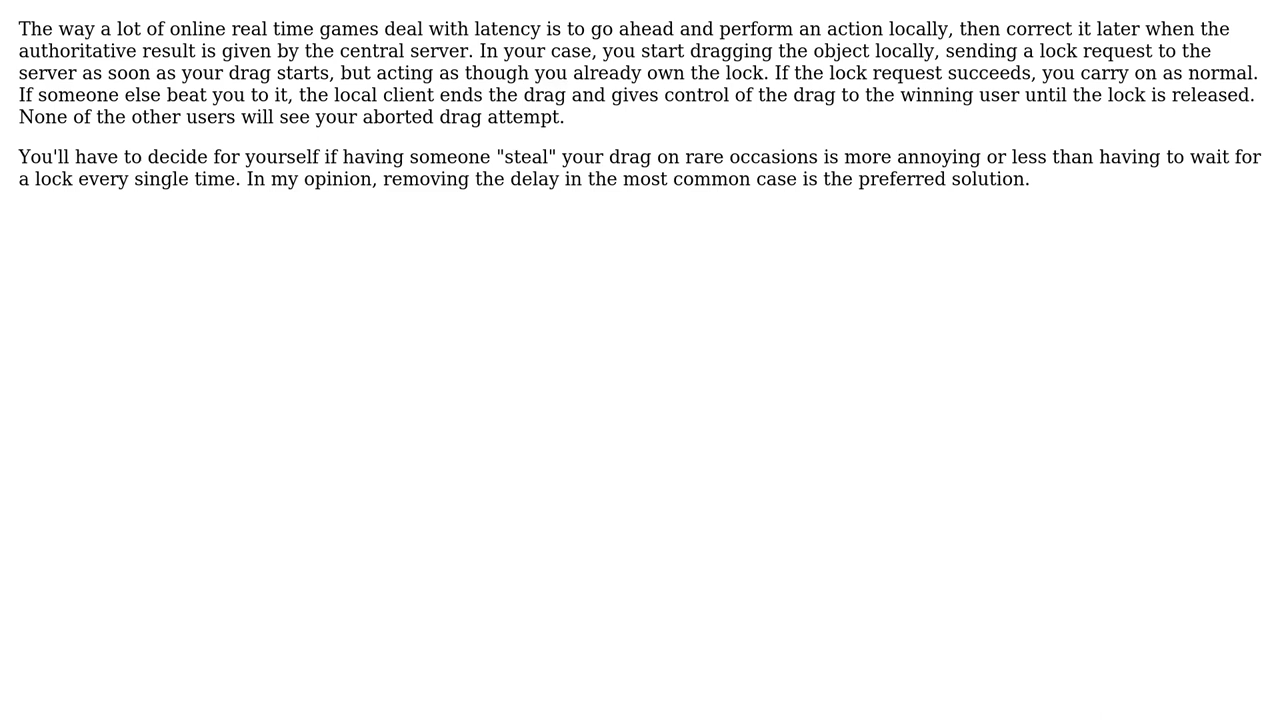 The way a lot of online real time games deal with latency is to go ahead and perform an action locally, then correct it later when the
authoritative result is given by the central server. In your case, you start dragging the object locally, sending a lock request to the
server as soon as your drag starts, but acting as though you already own the lock. If the lock request succeeds, you carry on as normal.
If someone else beat you to it, the local client ends the drag and gives control of the drag to the winning user until the lock is released.
None of the other users will see your aborted drag attempt.
You'll have to decide for yourself if having someone "steal" your drag on rare occasions is more annoying or less than having to wait for
a lock every single time. In my opinion, removing the delay in the most common case is the preferred solution.